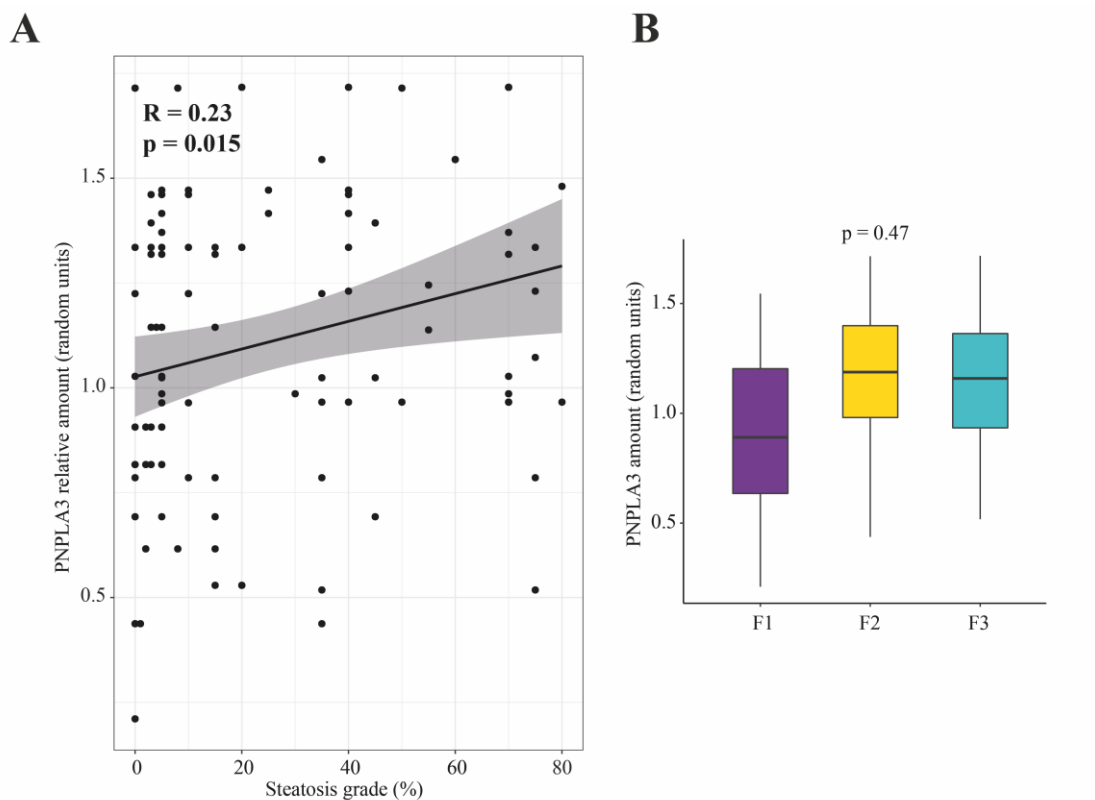 A
R = 0.23
p = 0.015
1.5
1.0
0.5
PNPLA3 relative amount (random units)
0
20
40
60
80
Steatosis grade (%)
B
p = 0.47
1.5
1.0
0.5
PNPLA3 amount (random units)
F1
F2
F3